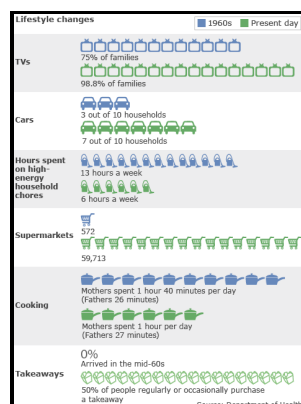 Lifestyle changes
1960s
Present day
TVs
75% of families
98.8% of families
Cars
3 out of 10 households
7 out of 10 households
Hours spent
on high-
energy
household
chores
13 hours a week
6 hours a week
Supermarkets
572
59,713
Cooking
Mothers spent 1 hour 40 minutes per day
(Fathers 26 minutes)
Mothers spent 1 hour per day
(Fathers 27 minutes)
Takeaways
0%
Arrived in the mid-60s
50% of people regularly or occasionally purchase
a takeaway
Source: Department of Health